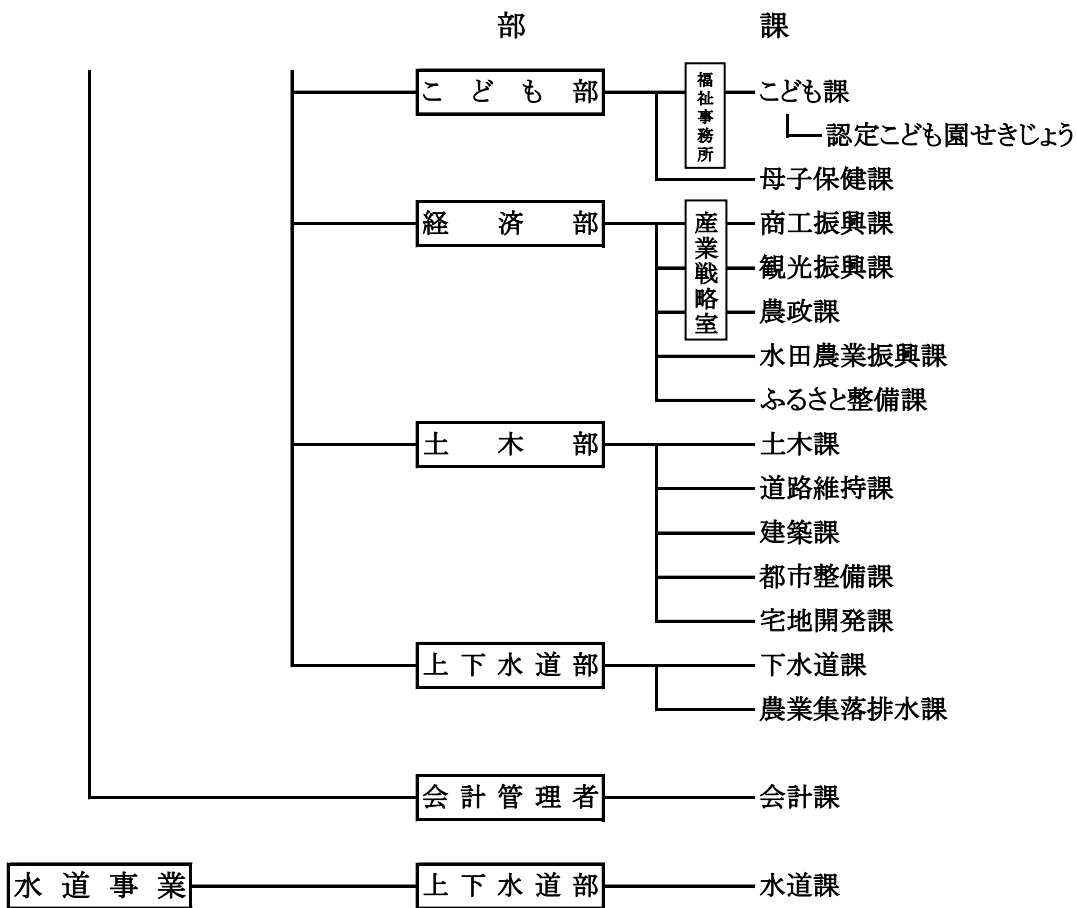 部 課
こども部 福祉事務所 こども課
認定こども園せきじょう
母子保健課
経済部 産業戦略室 商工振興課
観光振興課
農政課
水田農業振興課
ふるさと整備課
土木部 土木課
道路維持課
建築課
都市整備課
宅地開発課
上下水道部 下水道課
農業集落排水課
会計管理者 会計課
水道事業 上下水道部 水道課